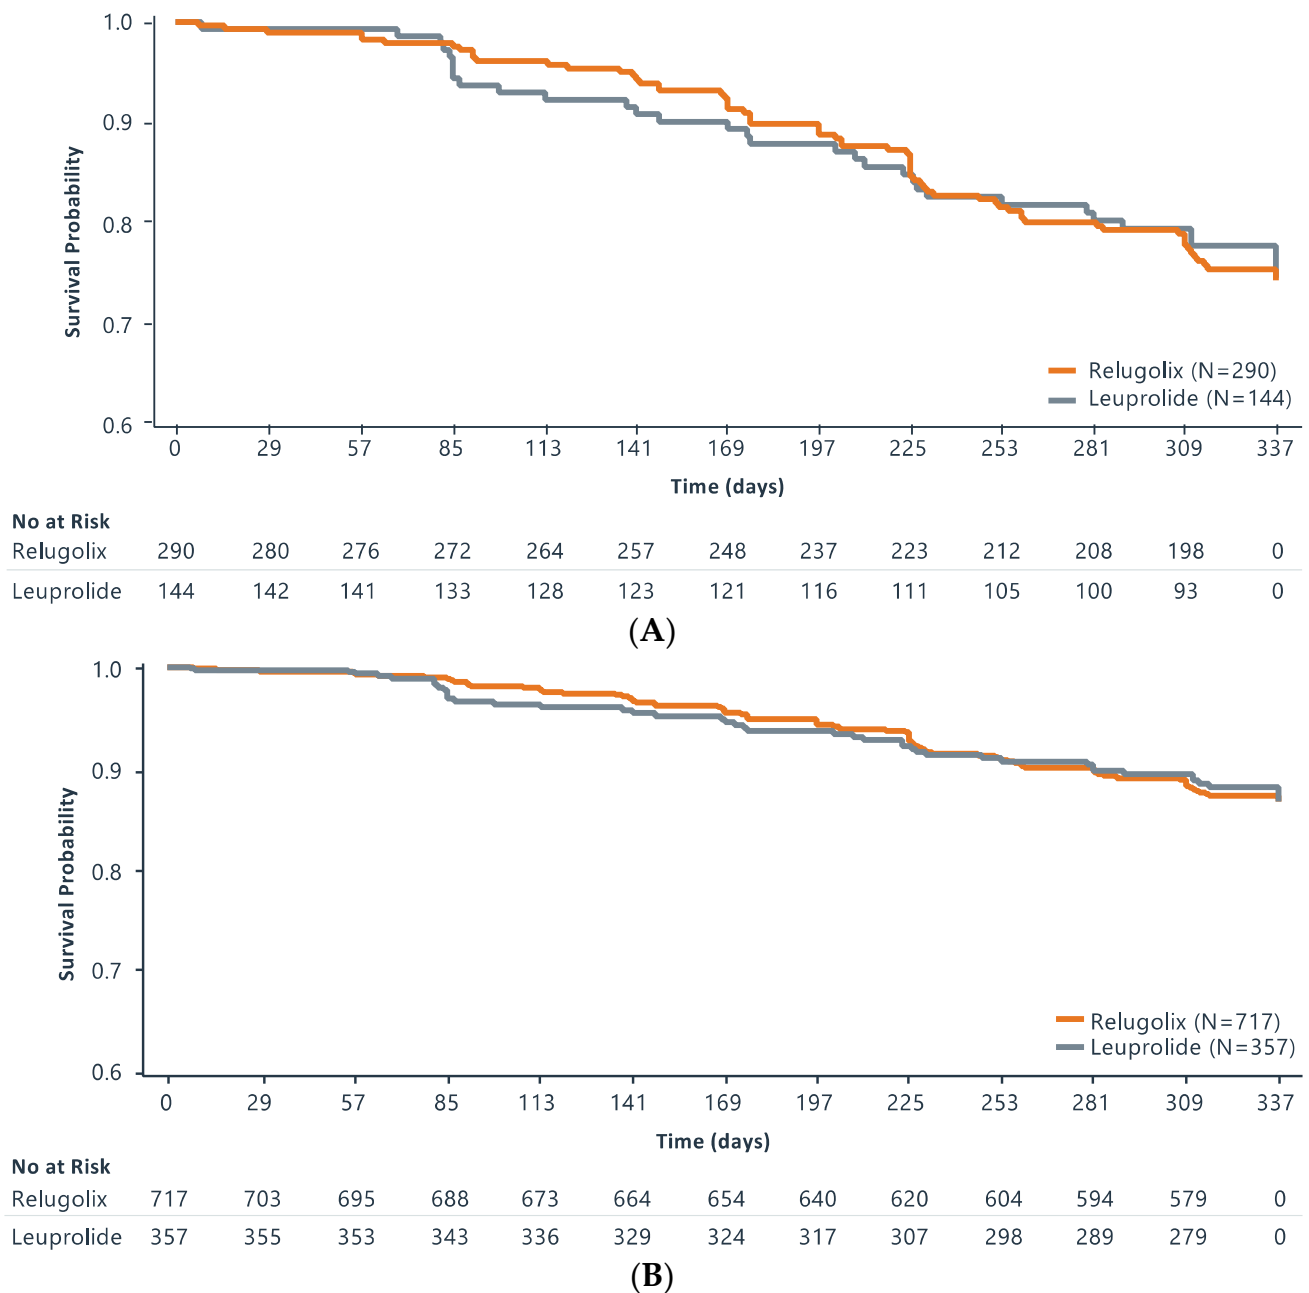 1.0
0.9
0.8
0.7
0.6
Survival Probability
Relugolix (N=290)
Leuprolide (N=144)
0 29 57 85 113 141 169 197 225 253 281 309 337
Time (days)
No at Risk
Relugolix 290 280 276 272 264 257 248 237 223 212 208 198 0
Leuprolide 144 142 141 133 128 123 121 116 111 105 100 93 0
(A)
1.0
0.9
0.8
0.7
0.6
Survival Probability
Relugolix (N=717)
Leuprolide (N=357)
0 29 57 85 113 141 169 197 225 253 281 309 337
Time (days)
No at Risk
Relugolix 717 703 695 688 673 664 654 640 620 604 594 579 0
Leuprolide 357 355 353 343 336 329 324 317 307 298 289 279 0
(B)